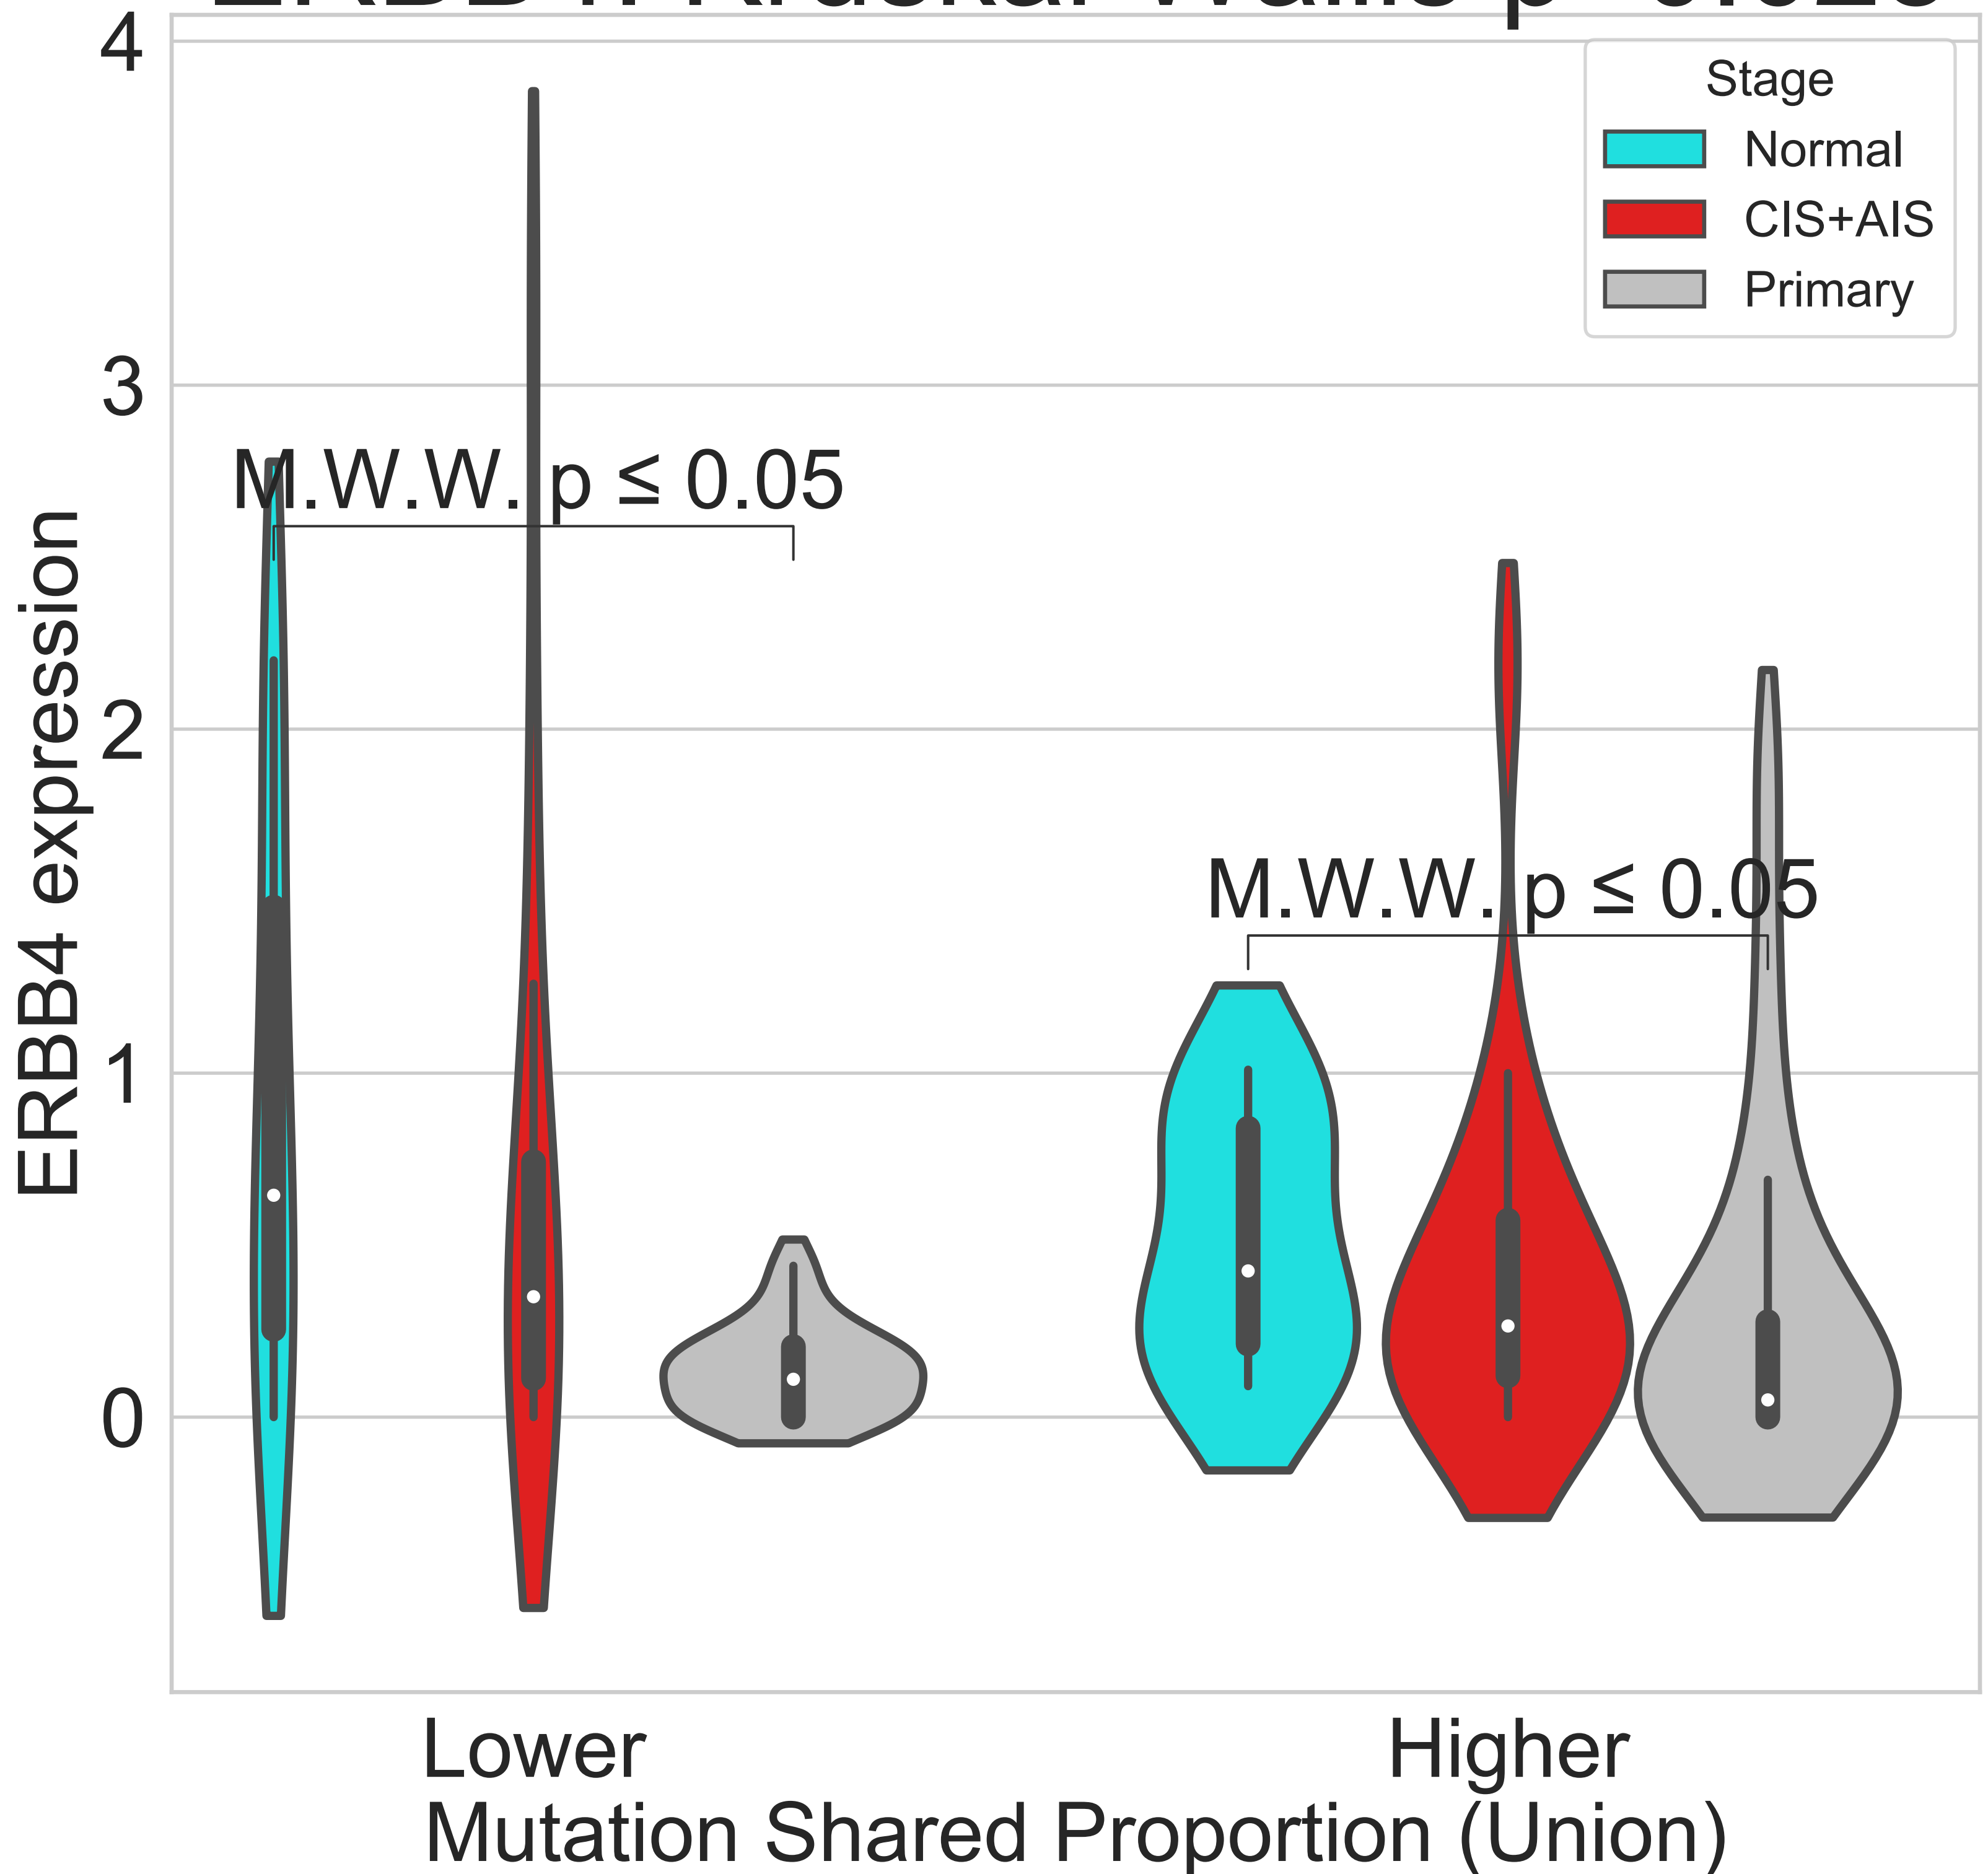 4
Stage
Normal
CIS+AIS
Primary
3
M.W.W. p ≤ 0.05
2
M.W.W. p ≤ 0.05
1
0
ERBB4 expression
Lower
Higher
Mutation Shared Proportion (Union)